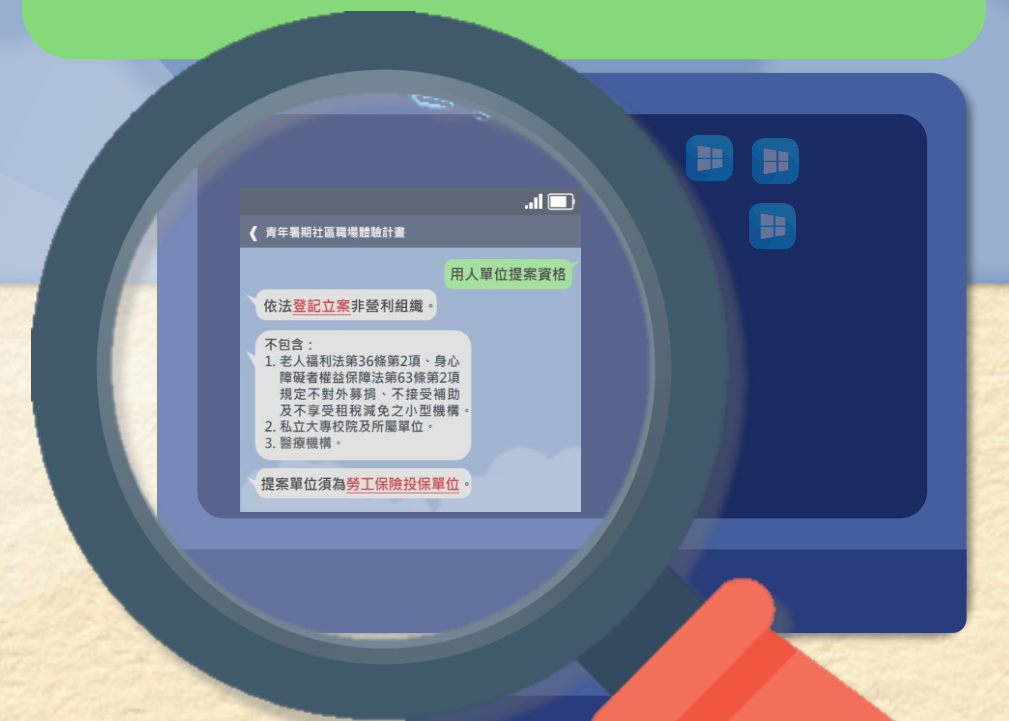 青年暑期社區職場體驗計畫
用人單位提案資格
依法登記立案非營利組織。
不包含：
1. 老人福利法第36條第2項、身心
障礙者權益保障法第63條第2項
規定不對外募捐、不接受補助
及不享受租稅減免之小型機構。
2. 私立大專校院及所屬單位。
3. 醫療機構。
提案單位須為勞工保險投保單位。